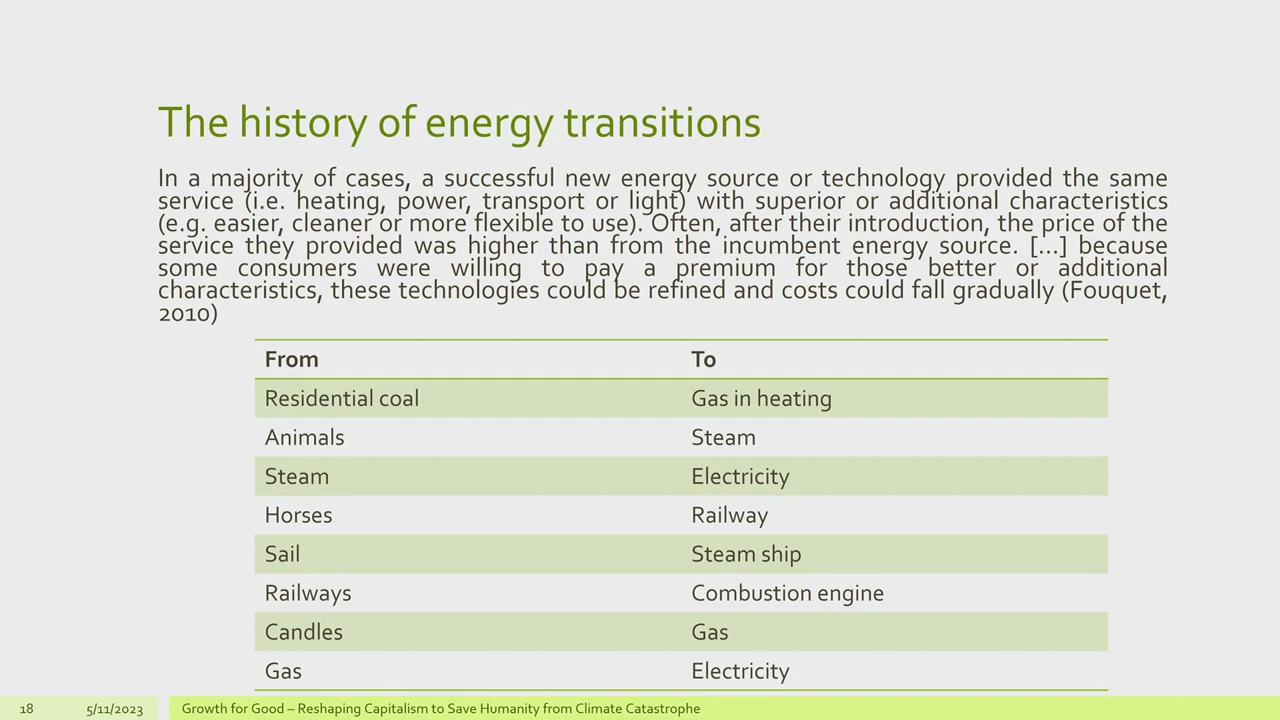 The history of energy transitions
In a majority of cases, a successful new energy source or technology provided the same
service (i.e. heating, power, transport or light) with superior or additional characteristics
(e.g. easier, cleaner or more flexible to use). Often, after their introduction, the price of the
service they provided was higher than from the incumbent energy source. [...] because
some consumers were willing to pay a premium for those better or additional
characteristics, these technologies could be refined and costs could fall gradually (Fouquet,
2010)
From To
Residential coal Gas in heating
Animals Steam
Steam Electricity
Horses Railway
Sail Steam ship
Railways Combustion engine
Candles Gas
Gas Electricity
18 5/11/2023 Growth for Good – Reshaping Capitalism to Save Humanity from Climate Catastrophe